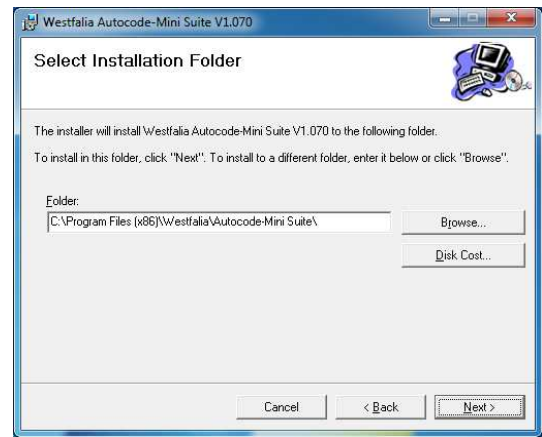 Westfalia Autocode-Mini Suite V1.070
Select Installation Folder
The installer will install Westfalia Autocode-Mini Suite V1.070 to the following folder.
To install in this folder, click "Next". To install to a different folder, enter it below or click "Browse".
Folder:
C:\Program Files (x86)\Westfalia\Autocode-Mini Suite\
Browse...
Disk Cost...
Cancel
< Back
Next >